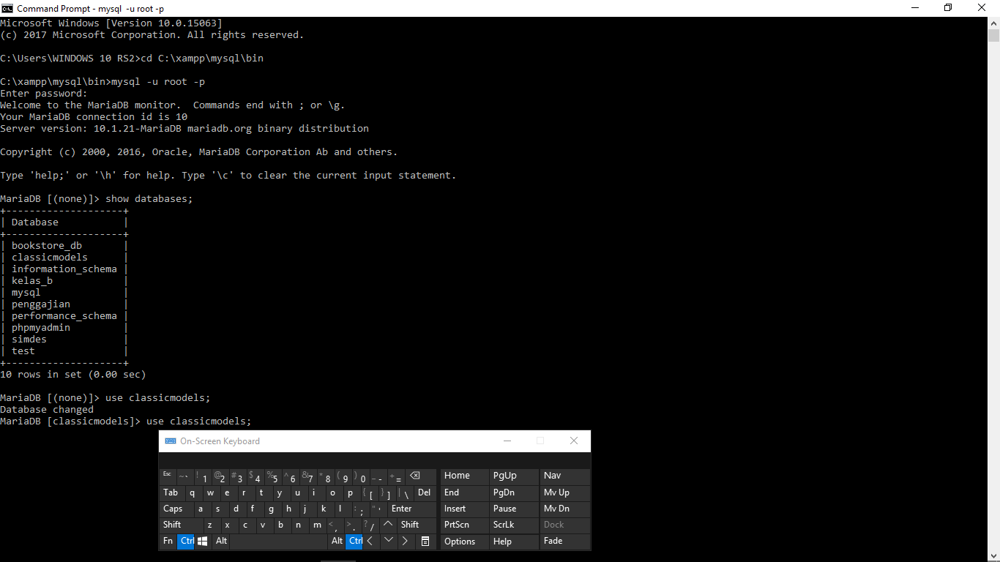 Command Prompt - mysql  -u root -p
Microsoft Windows [Version 10.0.15063]
(c) 2017 Microsoft Corporation. All rights reserved.
C:\Users\WINDOWS 10 RS2>cd C:\xampp\mysql\bin
C:\xampp\mysql\bin>mysql -u root -p
Enter password:
Welcome to the MariaDB monitor.  Commands end with ; or \g.
Your MariaDB connection id is 10
Server version: 10.1.21-MariaDB mariadb.org binary distribution
Copyright (c) 2000, 2016, Oracle, MariaDB Corporation Ab and others.
Type 'help;' or '\h' for help. Type '\c' to clear the current input statement.
MariaDB [(none)]> show databases;
+--------------------+
| Database           |
+--------------------+
| bookstore_db       |
| classicmodels      |
| information_schema |
| kelas_b            |
| mysql              |
| penggajian         |
| performance_schema |
| phpmyadmin         |
| simdes             |
| test               |
+--------------------+
10 rows in set (0.00 sec)
MariaDB [(none)]> use classicmodels;
Database changed
MariaDB [classicmodels]> use classicmodels;
On-Screen Keyboard
Esc ~ ` ! 1 @ 2 # 3 $ 4 % 5 ^ 6 & 7 * 8 ( 9 ) 0 _ - + = Home PgUp Nav
Tab q w e r t y u i o p { [ } ] | \ Del End PgDn Mv Up
Caps a s d f g h j k l : ; " ' Enter Insert Pause Mv Dn
Shift z x c v b n m < , > . ? / Shift PrtScn ScrLk Dock
Fn Ctrl Alt Alt Ctrl Options Help Fade